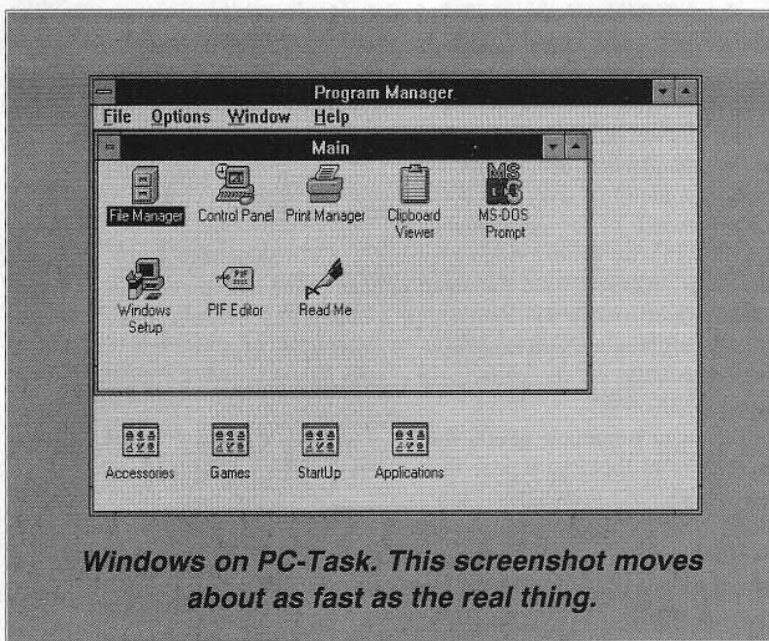 Program Manager
File Options Window Help
Main
File Manager Control Panel Print Manager Clipboard Viewer MS-DOS Prompt
Windows Setup PIF Editor Read Me
Accessories Games StartUp Applications
Windows on PC-Task. This screenshot moves
about as fast as the real thing.